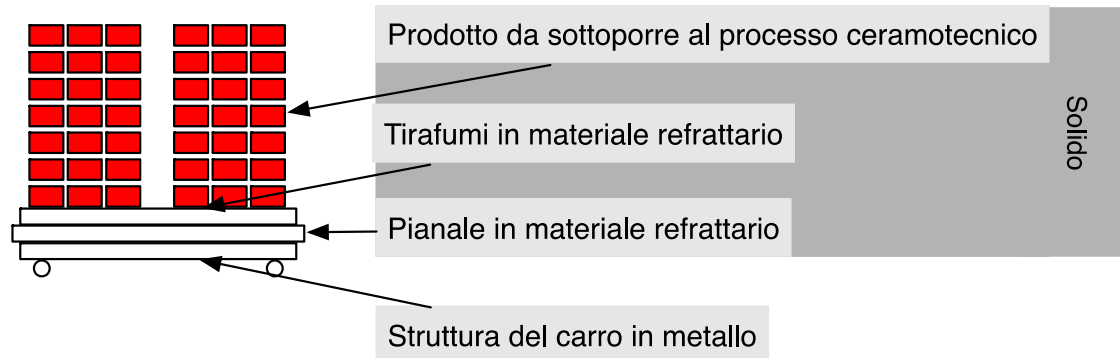 Prodotto da sottoporre al processo ceramotecnico
Tirafumi in materiale refrattario
Pianale in materiale refrattario
Struttura del carro in metallo
Solido